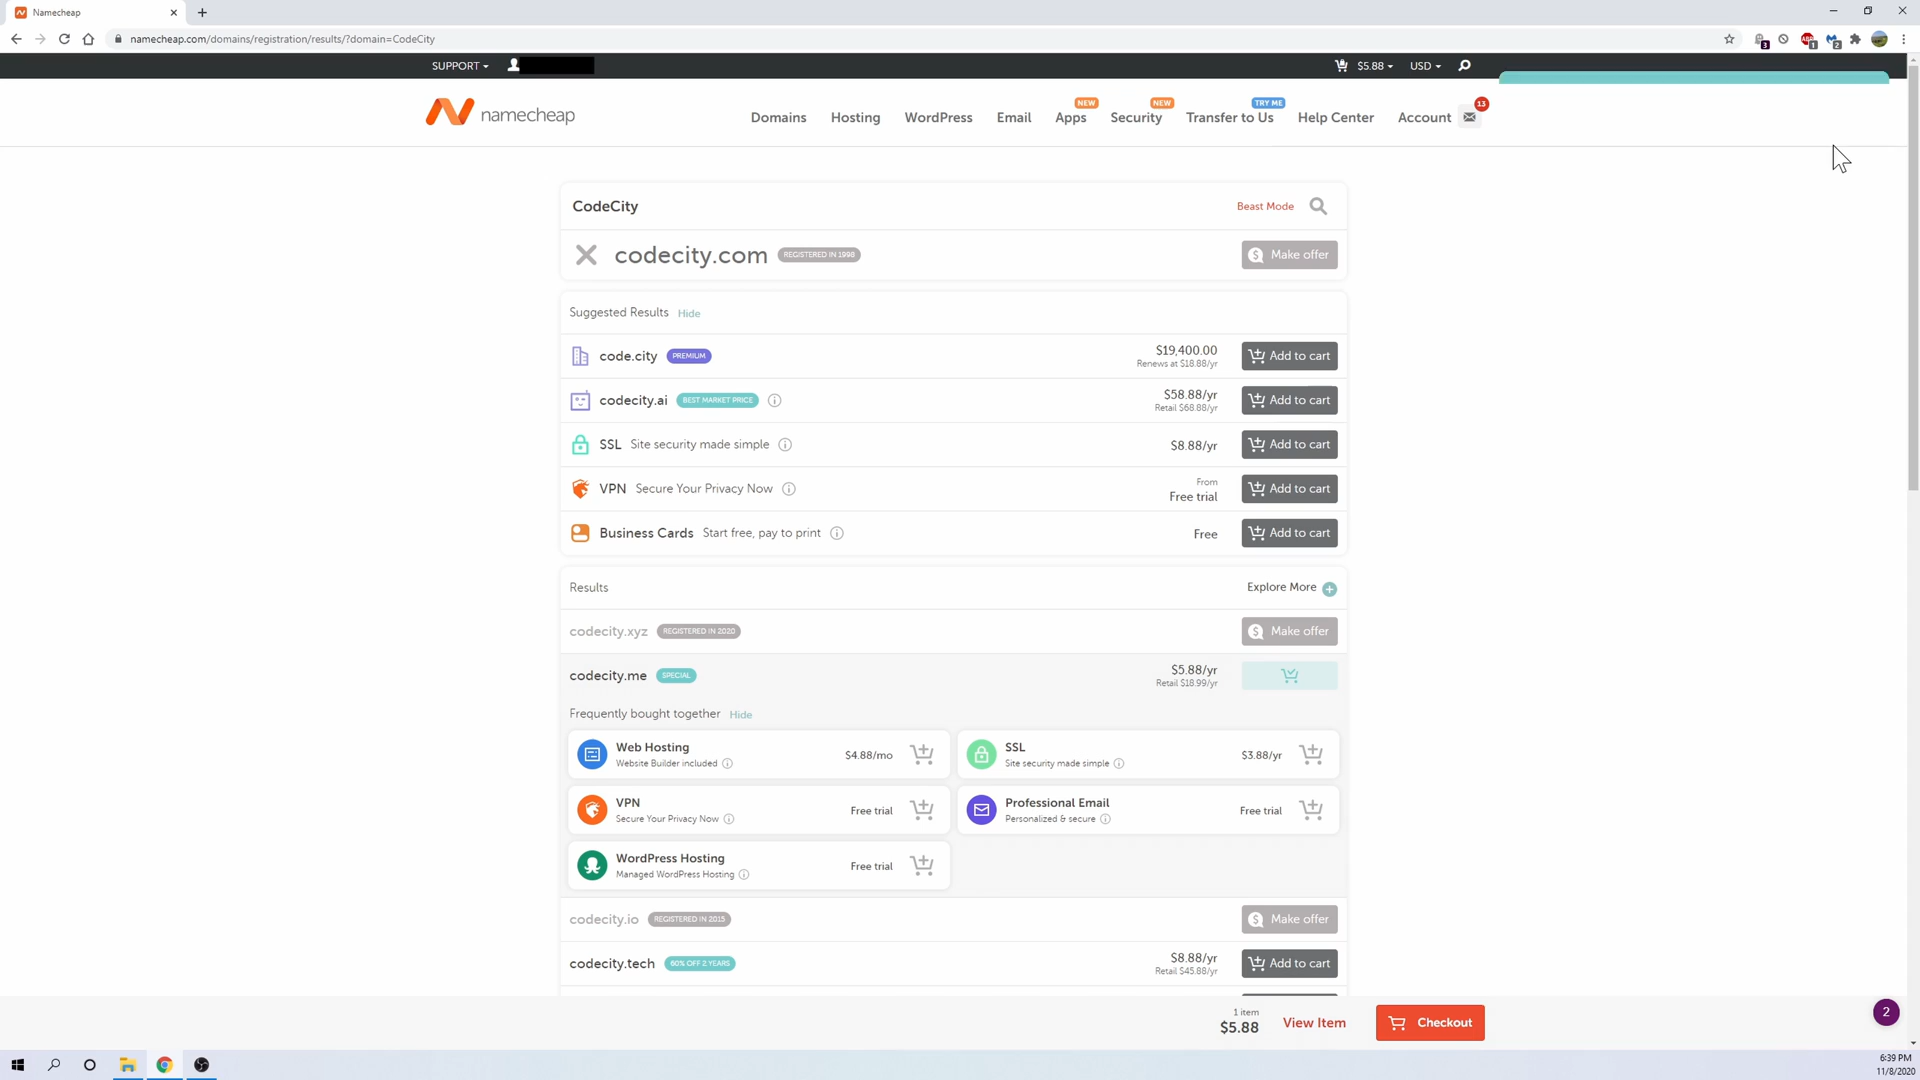 Namecheap
namecheap.com/domains/registration/results/?domain=CodeCity
3
1
2
SUPPORT
$5.88
USD
namecheap
Domains
Hosting
WordPress
Email
NEW
Apps
NEW
Security
TRY ME
Transfer to Us
Help Center
Account
13
CodeCity
Beast Mode
codecity.com REGISTERED IN 1998
Make offer
Suggested Results Hide
code.city PREMIUM
$19,400.00
Renews at $18.88/yr
Add to cart
codecity.ai BEST MARKET PRICE
$58.88/yr
Retail $68.88/yr
Add to cart
SSL Site security made simple
$8.88/yr
Add to cart
VPN Secure Your Privacy Now
From
Free trial
Add to cart
Business Cards Start free, pay to print
Free
Add to cart
Results
Explore More
codecity.xyz REGISTERED IN 2020
Make offer
codecity.me SPECIAL
$5.88/yr
Retail $18.99/yr
Frequently bought together Hide
Web Hosting
Website Builder included
$4.88/mo
SSL
Site security made simple
$3.88/yr
VPN
Secure Your Privacy Now
Free trial
Professional Email
Personalized & secure
Free trial
WordPress Hosting
Managed WordPress Hosting
Free trial
codecity.io REGISTERED IN 2015
Make offer
codecity.tech 60% OFF 2 YEARS
$8.88/yr
Retail $45.88/yr
Add to cart
1 item
$5.88
View Item
Checkout
2
6:39 PM
11/8/2020